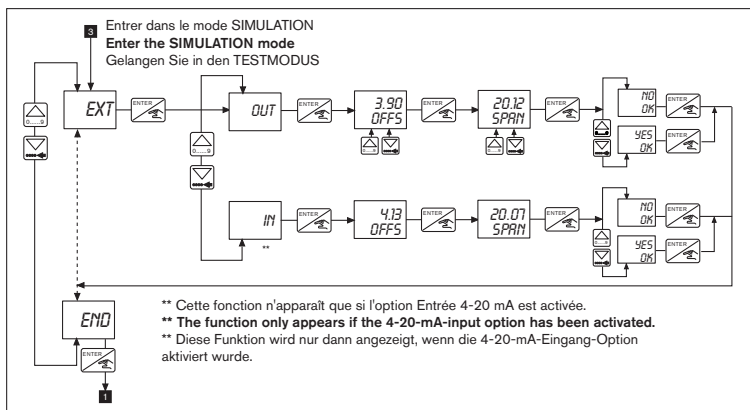 3
Entrer dans le mode SIMULATION
Enter the SIMULATION mode
Gelangen Sie in den TESTMODUS
EXT
ENTER
OUT
ENTER
3.90
OFFS
ENTER
20.12
SPAN
ENTER
NO
OK
ENTER
YES
OK
ENTER
0.....9
0.....9
0.....9
0.....9
IN
**
ENTER
4.13
OFFS
ENTER
20.07
SPAN
ENTER
NO
OK
ENTER
YES
OK
ENTER
0.....9
END
ENTER
1
** Cette fonction n'apparaît que si l'option Entrée 4-20 mA est activée.
** The function only appears if the 4-20-mA-input option has been activated.
** Diese Funktion wird nur dann angezeigt, wenn die 4-20-mA-Eingang-Option
aktiviert wurde.